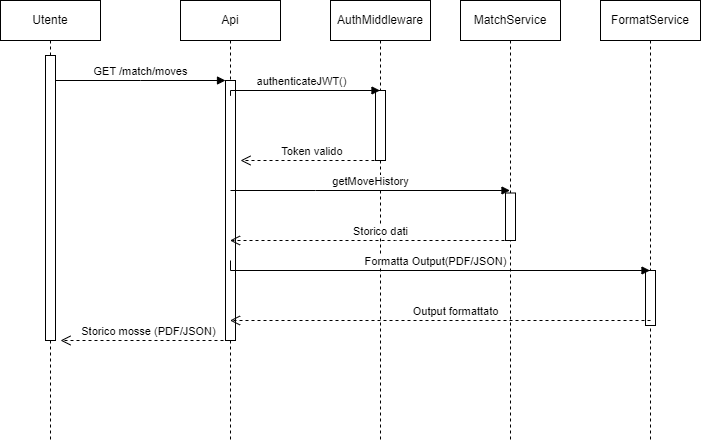 Utente
Api
AuthMiddleware
MatchService
FormatService
GET /match/moves
authenticateJWT()
Token valido
getMoveHistory
Storico dati
Formatta Output(PDF/JSON)
Output formattato
Storico mosse (PDF/JSON)